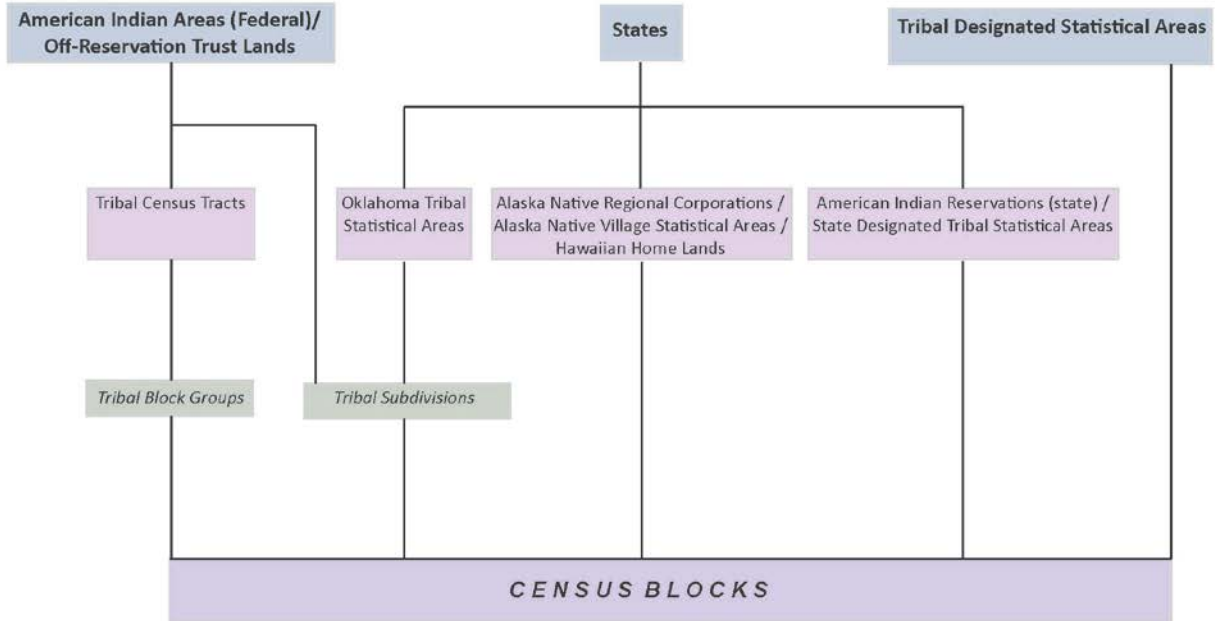 American Indian Areas (Federal)/
Off-Reservation Trust Lands
States
Tribal Designated Statistical Areas
Tribal Census Tracts
Oklahoma Tribal
Statistical Areas
Alaska Native Regional Corporations /
Alaska Native Village Statistical Areas /
Hawaiian Home Lands
American Indian Reservations (state) /
State Designated Tribal Statistical Areas
Tribal Block Groups
Tribal Subdivisions
CENSUS BLOCKS